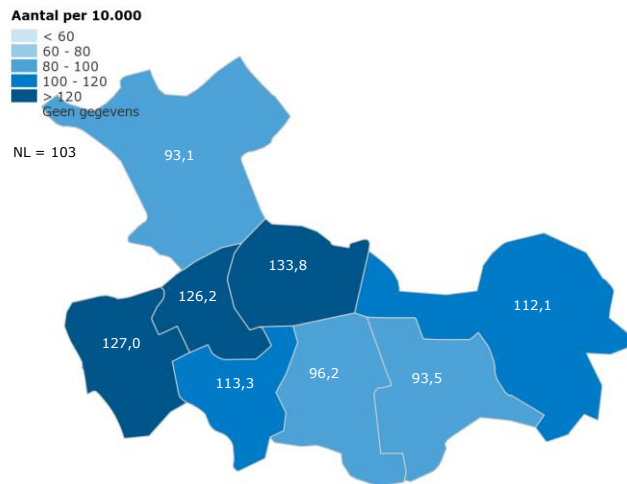 Aantal per 10.000
< 60
60 - 80
80 - 100
100 - 120
> 120
Geen gegevens
NL = 103
93,1
133,8
126,2
112,1
127,0
96,2
93,5
113,3